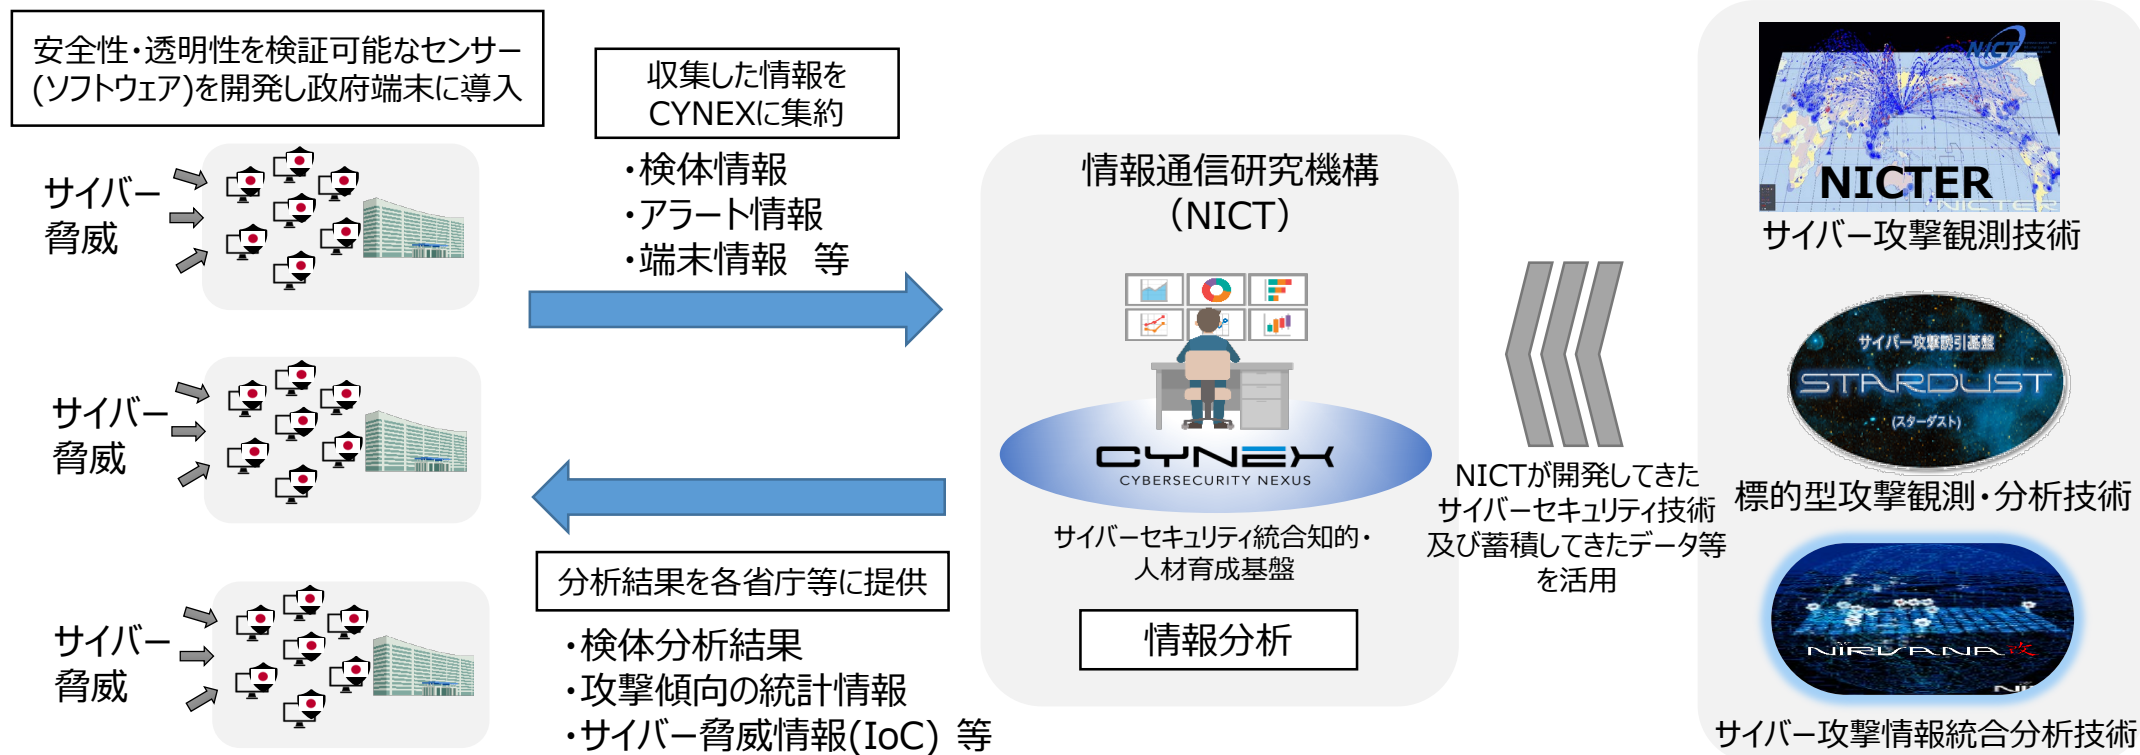 安全性・透明性を検証可能なセンサー
(ソフトウェア)を開発し政府端末に導入
サイバー
脅威
サイバー
脅威
サイバー
脅威
収集した情報を
CYNEXに集約
・検体情報
・アラート情報
・端末情報　等
分析結果を各省庁等に提供
・検体分析結果
・攻撃傾向の統計情報
・サイバー脅威情報(IoC) 等
情報通信研究機構
（NICT）
CYNEX
CYBERSECURITY NEXUS
サイバーセキュリティ統合知的・
人材育成基盤
情報分析
NICTが開発してきた
サイバーセキュリティ技術
及び蓄積してきたデータ等
を活用
NICT
NICTER
NICTER
サイバー攻撃観測技術
サイバー攻撃誘引基盤
STARDUST
(スターダスト)
標的型攻撃観測・分析技術
NIRVANA改
サイバー攻撃情報統合分析技術